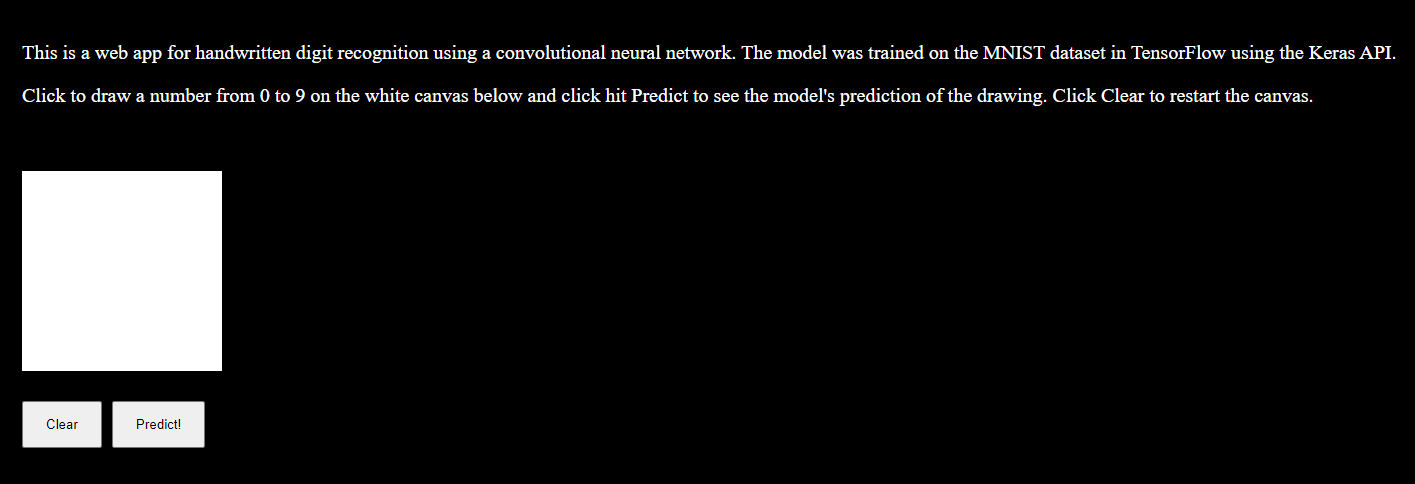 This is a web app for handwritten digit recognition using a convolutional neural network. The model was trained on the MNIST dataset in TensorFlow using the Keras API.
Click to draw a number from 0 to 9 on the white canvas below and click hit Predict to see the model's prediction of the drawing. Click Clear to restart the canvas.
Clear Predict!